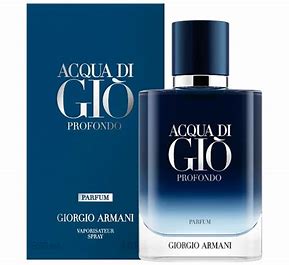 ACQUA DI
GIÒ
PROFONDO
PARFUM
GIORGIO ARMANI
VAPORISATEUR
SPRAY
ACQUA DI
GIÒ
PROFONDO
PARFUM
GIORGIO ARMANI